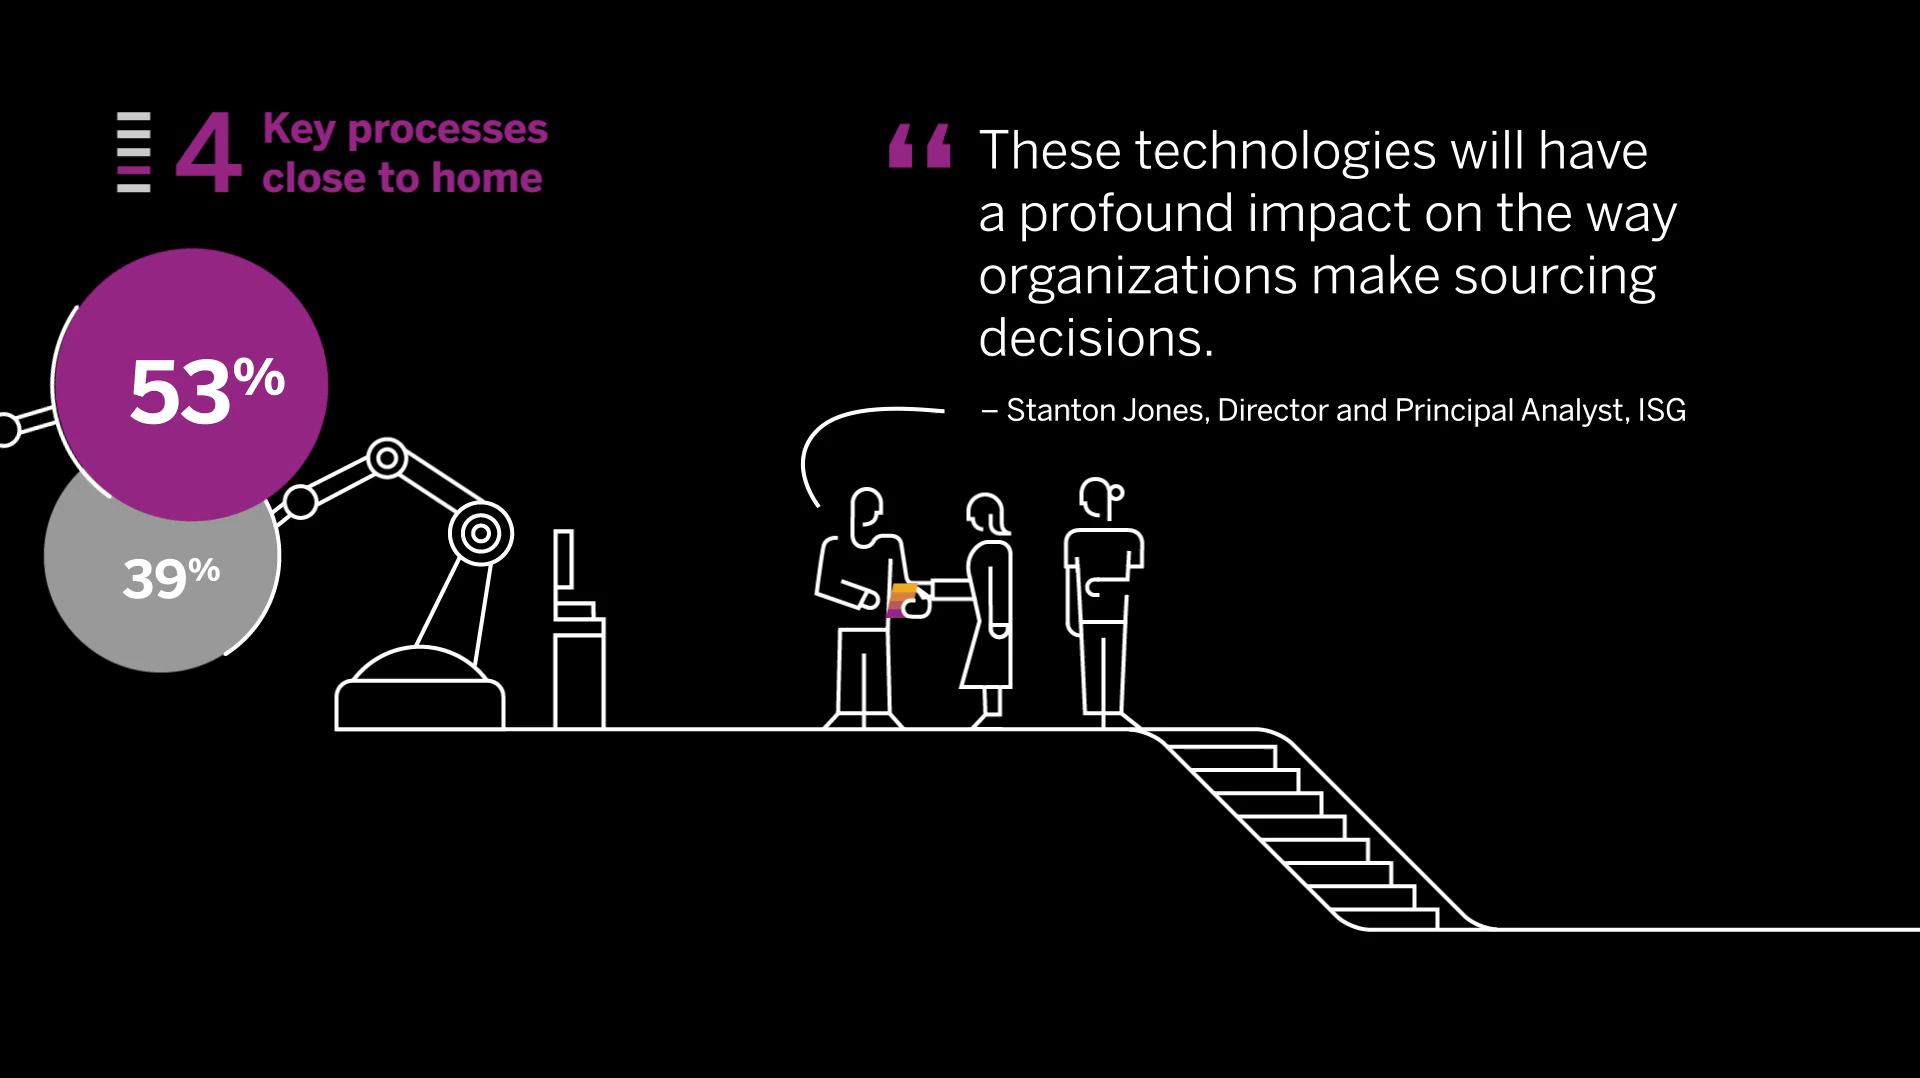 4 Key processes
close to home
53%
39%
“ These technologies will have
a profound impact on the way
organizations make sourcing
decisions.
– Stanton Jones, Director and Principal Analyst, ISG